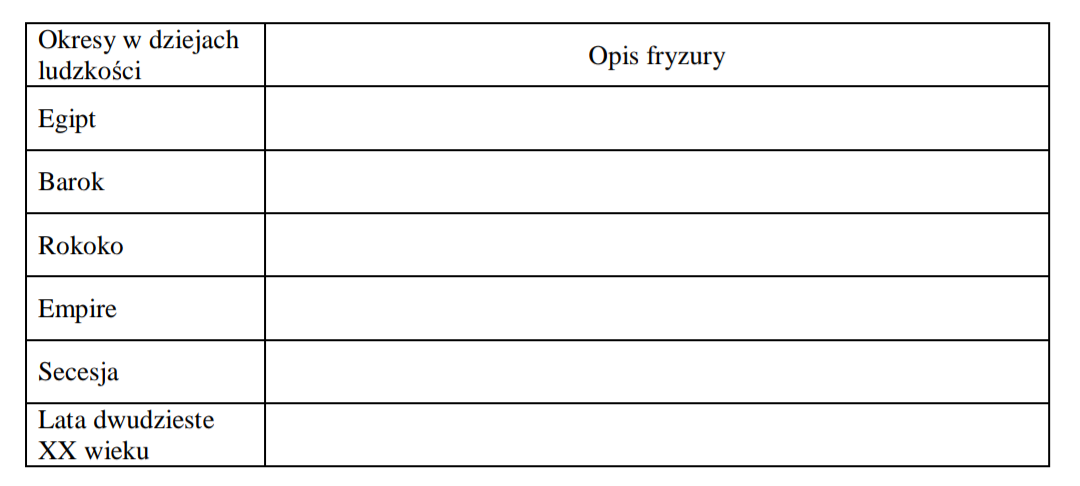 Okresy w dziejach
ludzkości
Opis fryzury
Egipt
Barok
Rokoko
Empire
Secesja
Lata dwudzieste
XX wieku